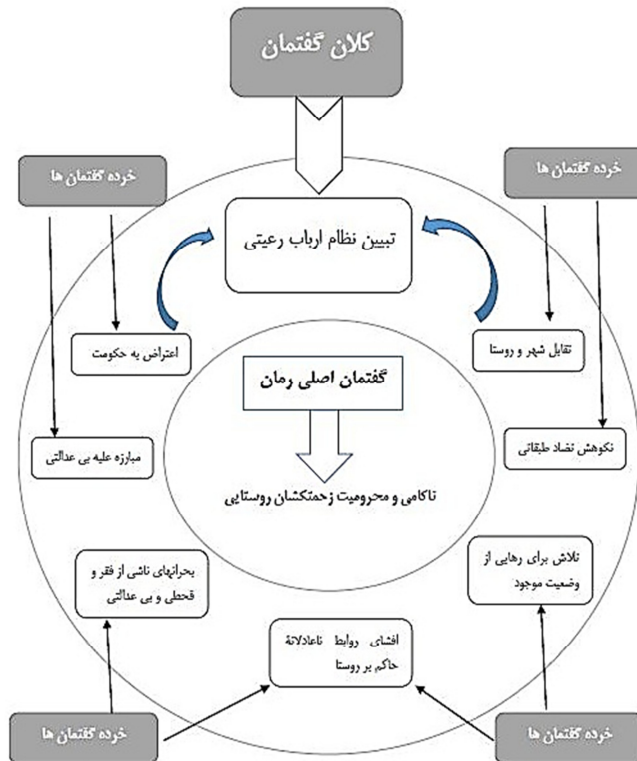 کلان گفتمان
خرده گفتمان ها
خرده گفتمان ها
تبیین نظام ارباب رعیتی
اعتراض به حکومت
تقابل شهر و روستا
گفتمان اصلی رمان
مبارزه علیه بی عدالتی
نکوهش تضاد طبقاتی
ناکامی و محرومیت زحمتکشان روستایی
تلاش برای رهایی از
وضعیت موجود
بحرانهای ناشی از فقر و
قحطی و بی عدالتی
افشای روابط ناعادلانة
حاکم بر روستا
خرده گفتمان ها
خرده گفتمان ها